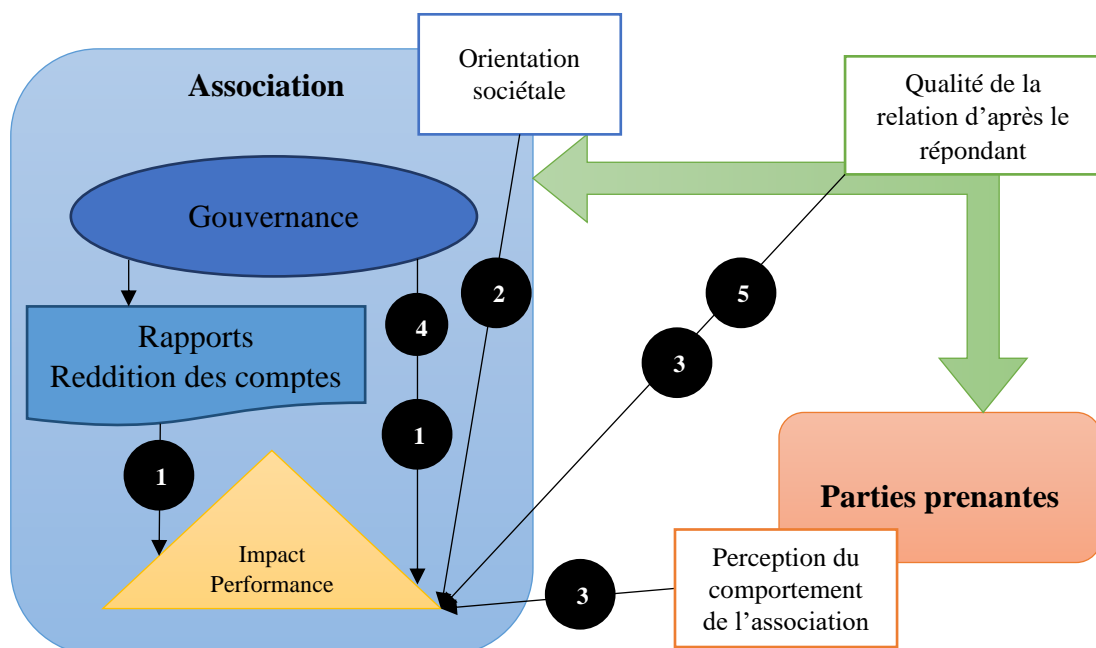 Association
Orientation
sociétale
Qualité de la
relation d’après le
répondant
Gouvernance
2
5
4
3
Rapports
Reddition des comptes
1
1
Impact
Performance
Parties prenantes
3
Perception du
comportement
de l’association